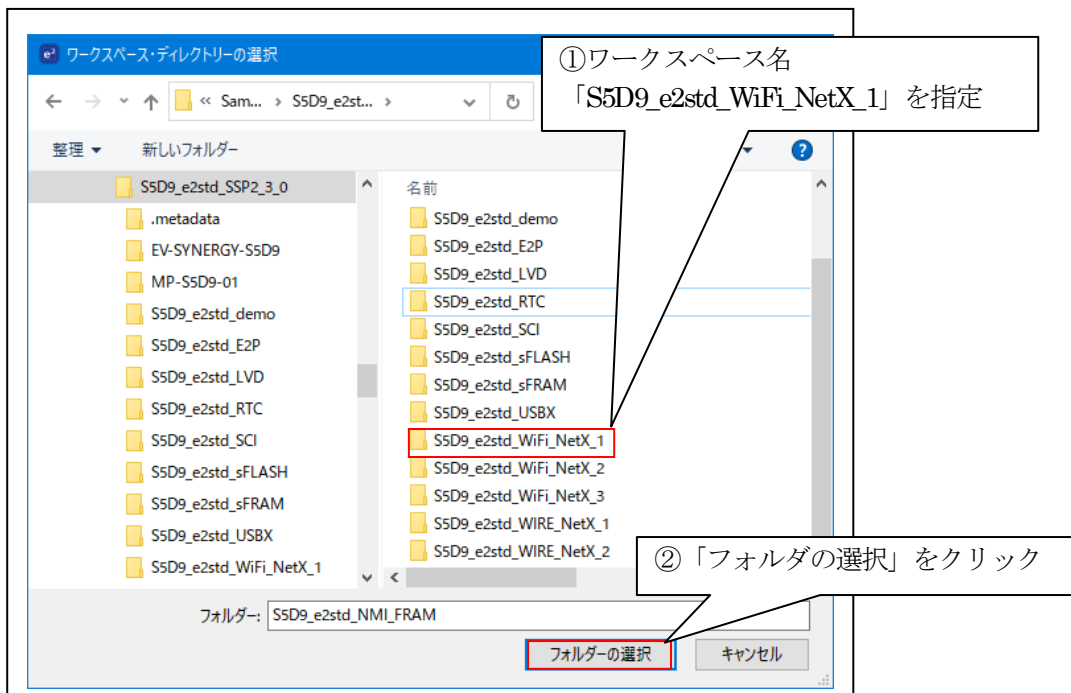 ワークスペース・ディレクトリーの選択
①ワークスペース名
「S5D9_e2std_WiFi_NetX_1」を指定
« Sam... › S5D9_e2st... ›
整理 新しいフォルダー
S5D9_e2std_SSP2_3_0
.metadata
EV-SYNERGY-S5D9
MP-S5D9-01
S5D9_e2std_demo
S5D9_e2std_E2P
S5D9_e2std_LVD
S5D9_e2std_RTC
S5D9_e2std_SCI
S5D9_e2std_sFLASH
S5D9_e2std_sFRAM
S5D9_e2std_USBX
S5D9_e2std_WiFi_NetX_1
名前
S5D9_e2std_demo
S5D9_e2std_E2P
S5D9_e2std_LVD
S5D9_e2std_RTC
S5D9_e2std_SCI
S5D9_e2std_sFLASH
S5D9_e2std_sFRAM
S5D9_e2std_USBX
S5D9_e2std_WiFi_NetX_1
S5D9_e2std_WiFi_NetX_2
S5D9_e2std_WiFi_NetX_3
S5D9_e2std_WIRE_NetX_1
S5D9_e2std_WIRE_NetX_2
②「フォルダの選択」をクリック
フォルダー: S5D9_e2std_NMI_FRAM
フォルダーの選択 キャンセル